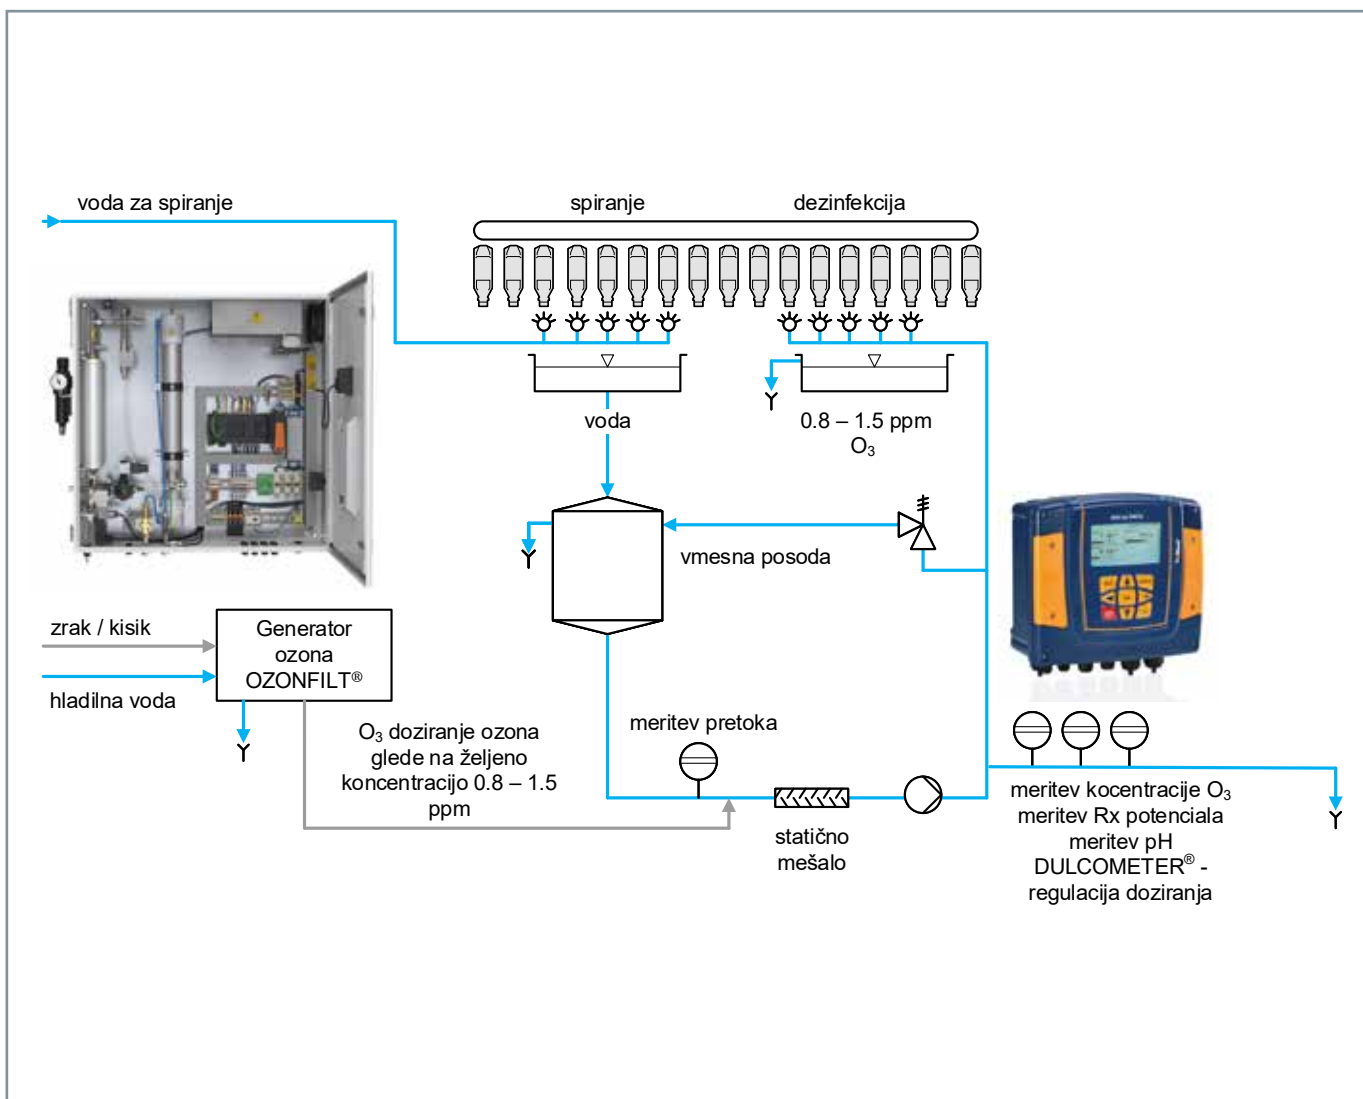 voda za spiranje
spiranje
dezinfekcija
voda
0.8 – 1.5 ppm
O₃
vmesna posoda
zrak / kisik
hladilna voda
Generator
ozona
OZONFILT®
O₃ doziranje ozona
glede na željeno
koncentracijo 0.8 – 1.5
ppm
meritev pretoka
statično
mešalo
meritev kocentracije O₃
meritev Rx potenciala
meritev pH
DULCOMETER® -
regulacija doziranja